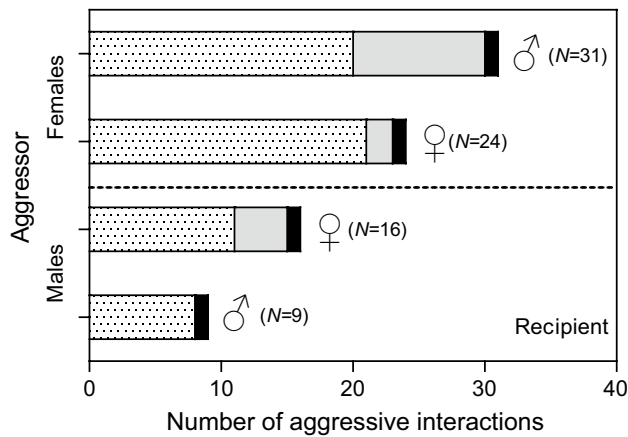 Aggressor
Females
Males
♂ (N=31)
♀ (N=24)
♀ (N=16)
♂ (N=9)
Recipient
0 10 20 30 40
Number of aggressive interactions